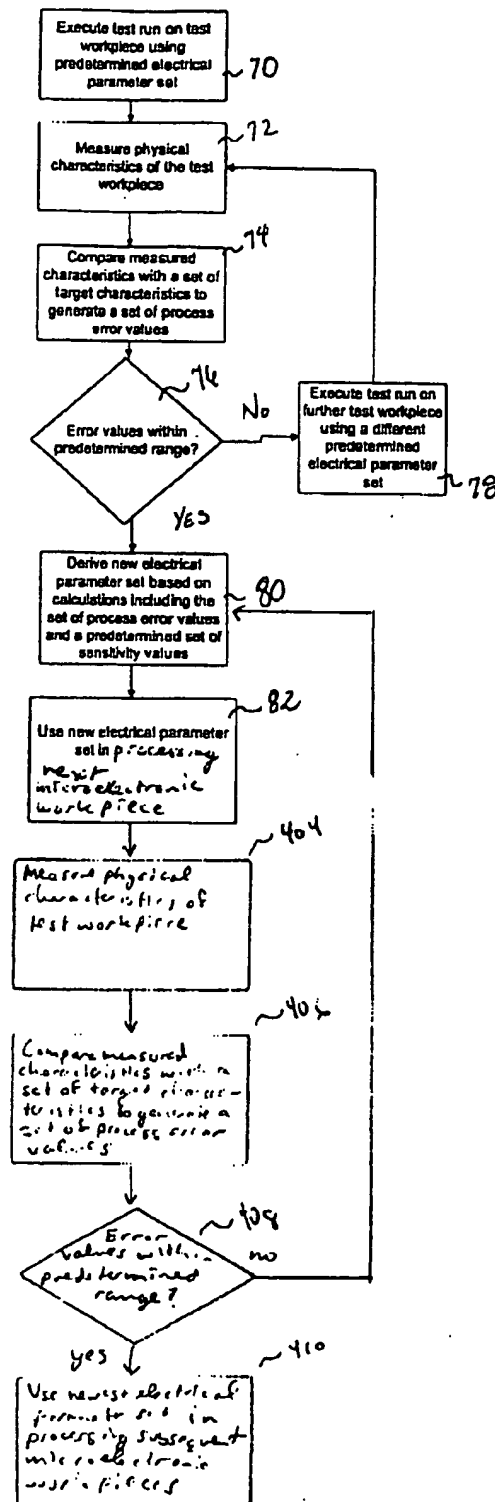 Execute test run on test
workpiece using
predetermined electrical
parameter set
70
72
Measure physical
characteristics of the test
workpiece
74
Compare measured
characteristics with a set of
target characteristics to
generate a set of process
error values
76
Error values within
predetermined range?
No
Execute test run on
further test workpiece
using a different
predetermined
electrical parameter
set
78
YES
Derive new electrical
parameter set based on
calculations including the
set of process error values
and a predetermined set of
sensitivity values
80
82
Use new electrical parameter
set in processing
next
microelectronic
workpiece
404
Measure physical
characteristics of
test workpiece
406
Compare measured
characteristics with a
set of target charac-
teristics to generate a
set of process error
values
408
Error
values within
predetermined
range?
no
yes
410
Use newest electrical
parameter set in
processing subsequent
microelectronic
workpieces